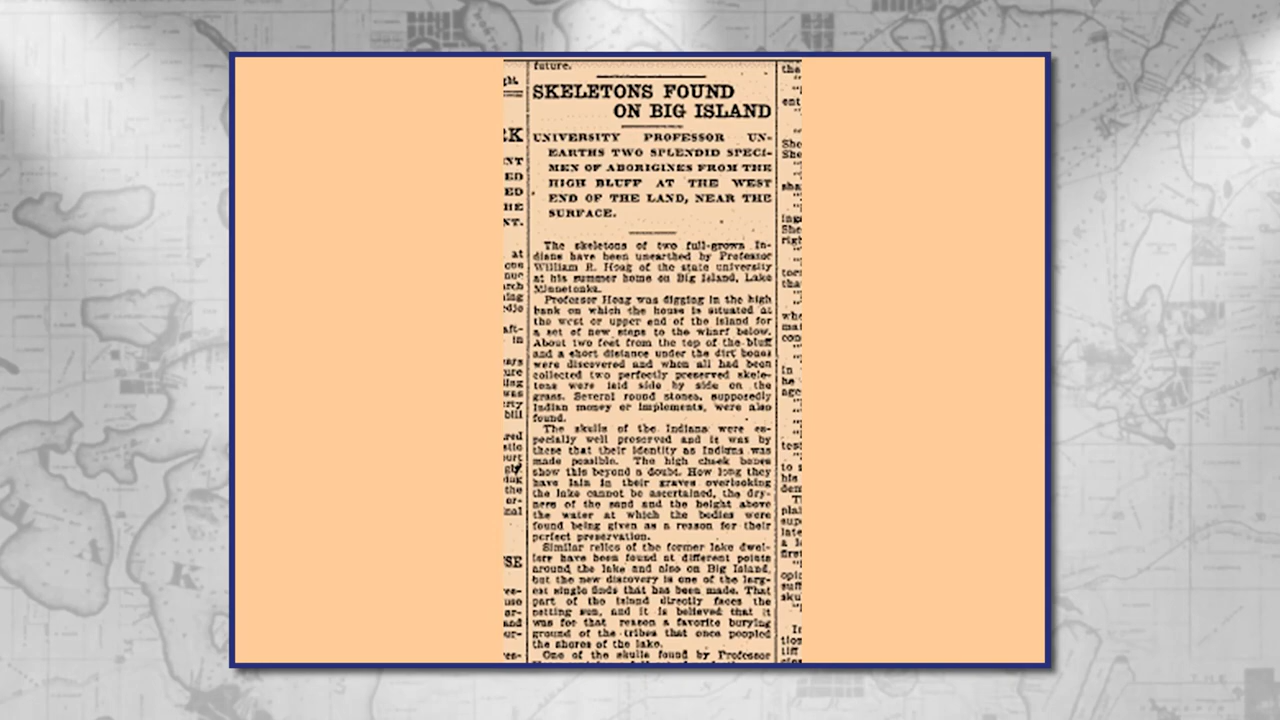 future.
SKELETONS FOUND
ON BIG ISLAND
UNIVERSITY PROFESSOR UN-
EARTHS TWO SPLENDID SPECI-
MEN OF ABORIGINES FROM THE
HIGH BLUFF AT THE WEST
END OF THE LAND, NEAR THE
SURFACE.
The skeletons of two full-grown In-
dians have been unearthed by Professor
William R. Hoag of the state university
at his summer home on Big Island, Lake
Minnetonka.
Professor Hoag was digging in the high
bank on which the house is situated at
the west or upper end of the island for
a set of new steps to the wharf below.
About two feet from the top of the bluff
and a short distance under the dirt bones
were discovered and when all had been
collected two perfectly preserved skele-
tons were laid side by side on the
grass. Several round stones, supposedly
Indian money or implements, were also
found.
The skulls of the Indians were es-
pecially well preserved and it was by
these that their identity as Indians was
made possible. The high cheek bones
show this beyond a doubt. How long they
have lain in their graves overlooking
the lake cannot be ascertained, the dry-
ness of the sand and the height above
the water at which the bodies were
found being given as a reason for their
perfect preservation.
Similar relics of the former lake dwel-
lers have been found at different points
around the lake and also on Big Island,
but the new discovery is one of the larg-
est single finds that has been made. That
part of the island directly faces the
setting sun, and it is believed that it
was for that reason a favorite burying
ground of the tribes that once peopled
the shores of the lake.
One of the skulls found by Professor